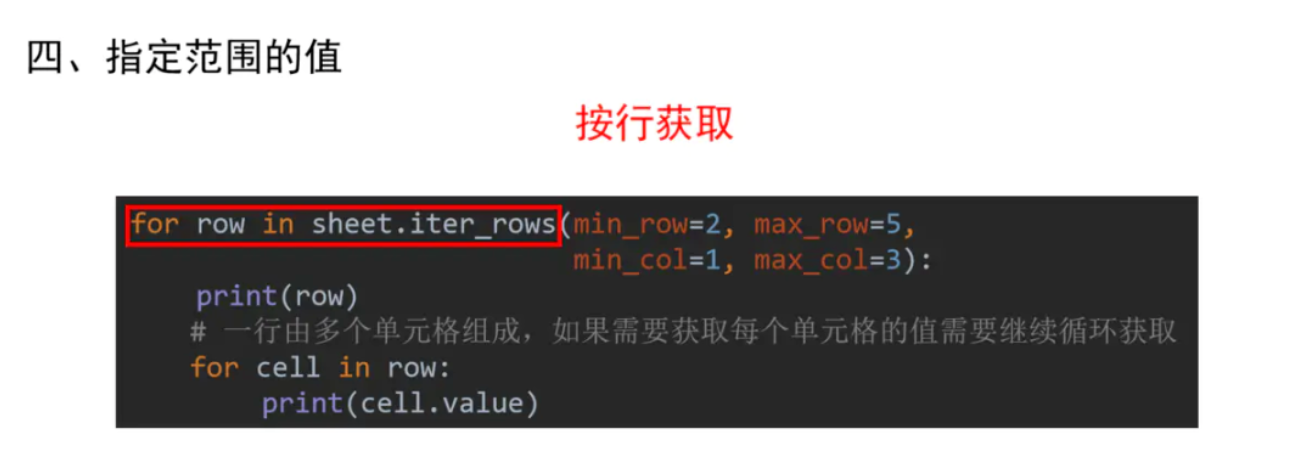 四、指定范围的值
按行获取
for row in sheet.iter_rows(min_row=2, max_row=5,
min_col=1, max_col=3):
print(row)
# 一行由多个单元格组成，如果需要获取每个单元格的值需要继续循环获取
for cell in row:
print(cell.value)